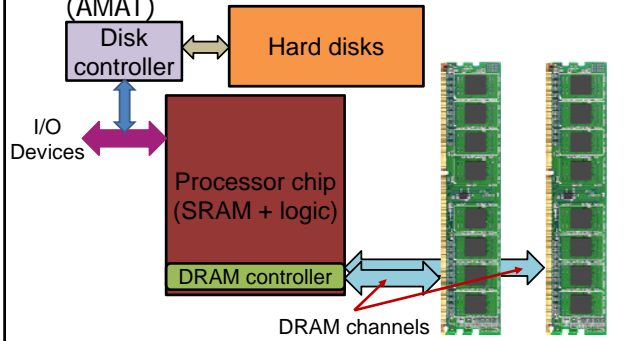 (AMAT)
Disk
controller
Hard disks
I/O
Devices
Processor chip
(SRAM + logic)
DRAM controller
DRAM channels